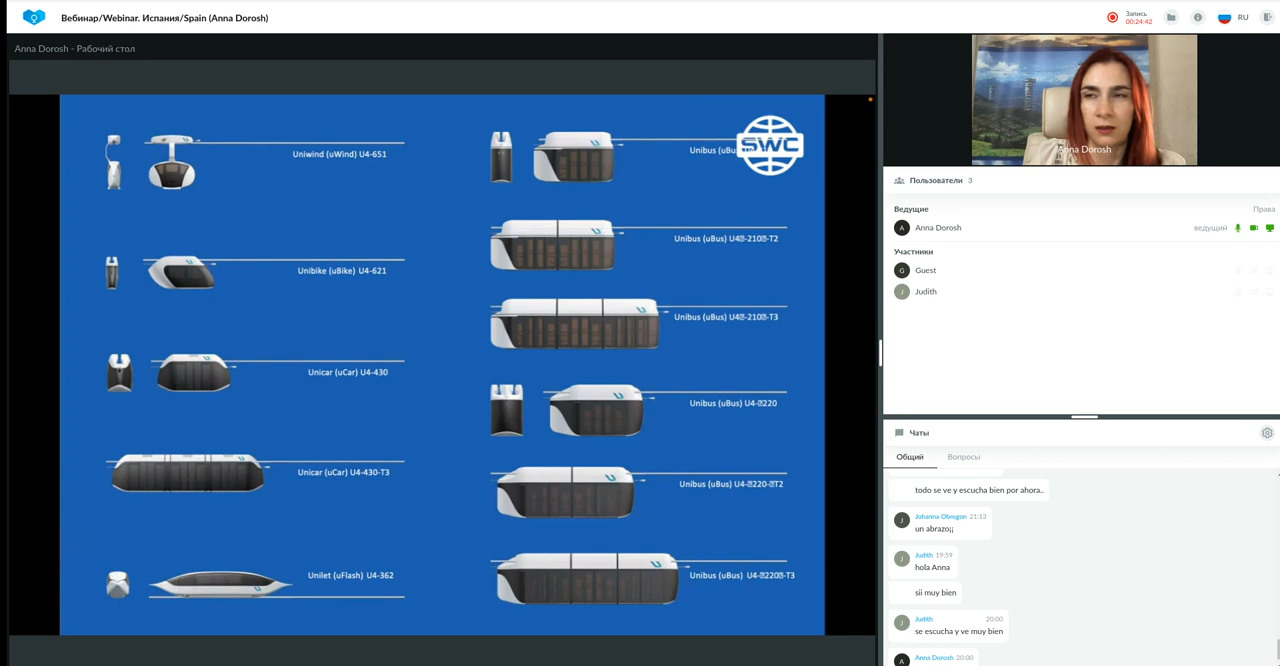 Вебинар/Webinar. Испания/Spain (Anna Dorosh)
Запись
00:24:42
RU
Anna Dorosh - Рабочий стол
Uniwind (uWind) U4-651
Unibike (uBike) U4-621
Unicar (uCar) U4-430
Unicar (uCar) U4-430-T3
Unilet (uFlash) U4-362
SWC
Unibus (uBus)
Unibus (uBus) U4-210-T2
Unibus (uBus) U4-210-T3
Unibus (uBus) U4-220
Unibus (uBus) U4-220-T2
Unibus (uBus) U4-220-T3
Anna Dorosh
Пользователи 3
Ведущие
Права
A
Anna Dorosh
ведущий
Участники
G
Guest
J
Judith
Чаты
Общий
Вопросы
todo se ve y escucha bien por ahora..
J
Johanna Obregon 21:13
un abrazo¡¡
J
Judith 19:59
hola Anna
sii muy bien
J
Judith 20:00
se escucha y ve muy bien
A
Anna Dorosh 20:00